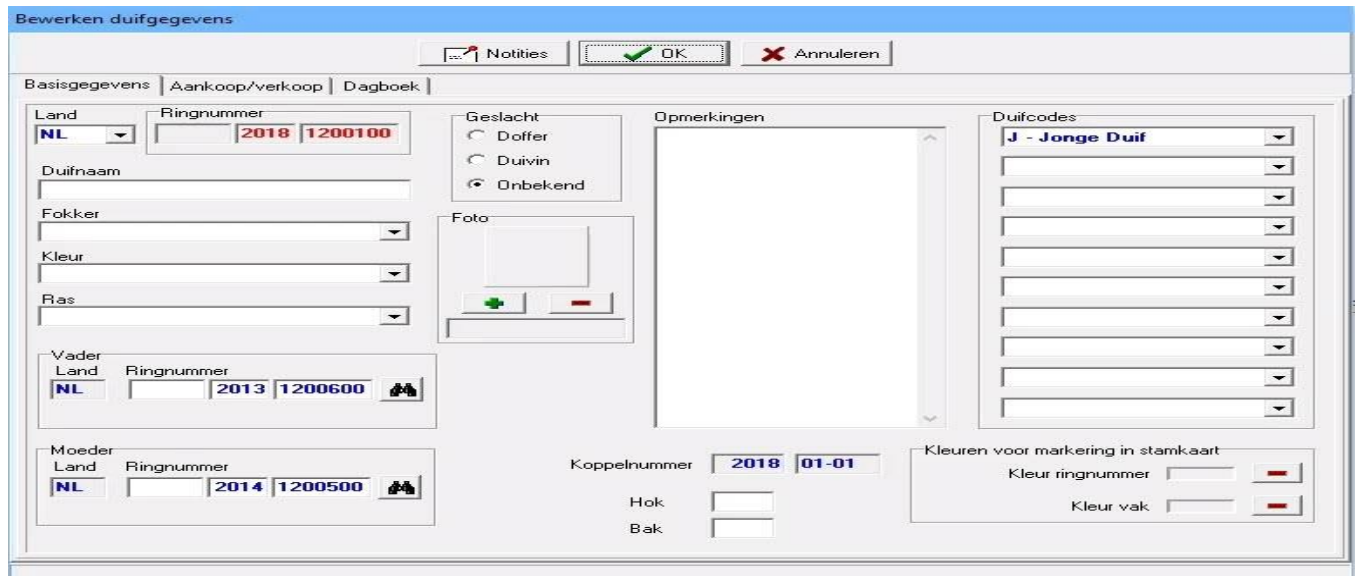 Bewerken duifgegevens
Notities OK Annuleren
Basisgegevens Aankoop/verkoop Dagboek
Land Ringnummer
NL 2018 1200100
Duifnaam
Fokker
Kleur
Ras
Vader
Land Ringnummer
NL 2013 1200600
Moeder
Land Ringnummer
NL 2014 1200500
Geslacht
Doffer
Duivin
Onbekend
Foto
Opmerkingen
Duifcodes
J - Jonge Duif
Koppelnummer 2018 01-01
Hok
Bak
Kleuren voor markering in stamkaart
Kleur ringnummer
Kleur vak